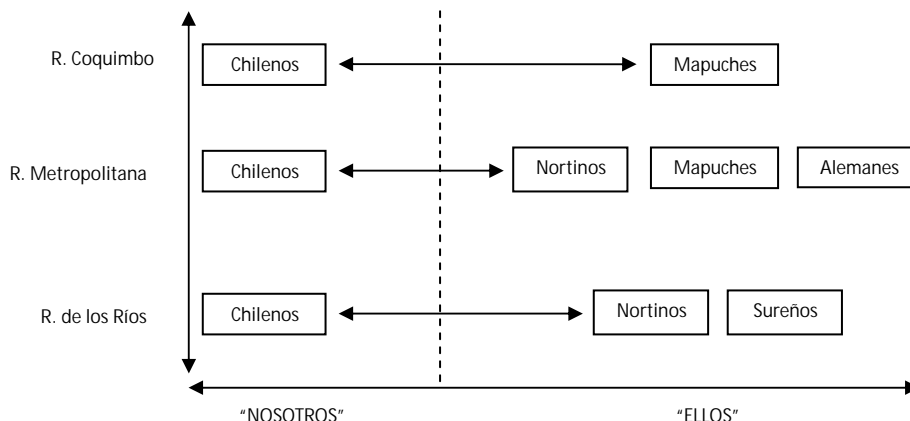 R. Coquimbo
Chilenos
Mapuches
R. Metropolitana
Chilenos
Nortinos
Mapuches
Alemanes
R. de los Ríos
Chilenos
Nortinos
Sureños
“NOSOTROS”
“ELLOS”